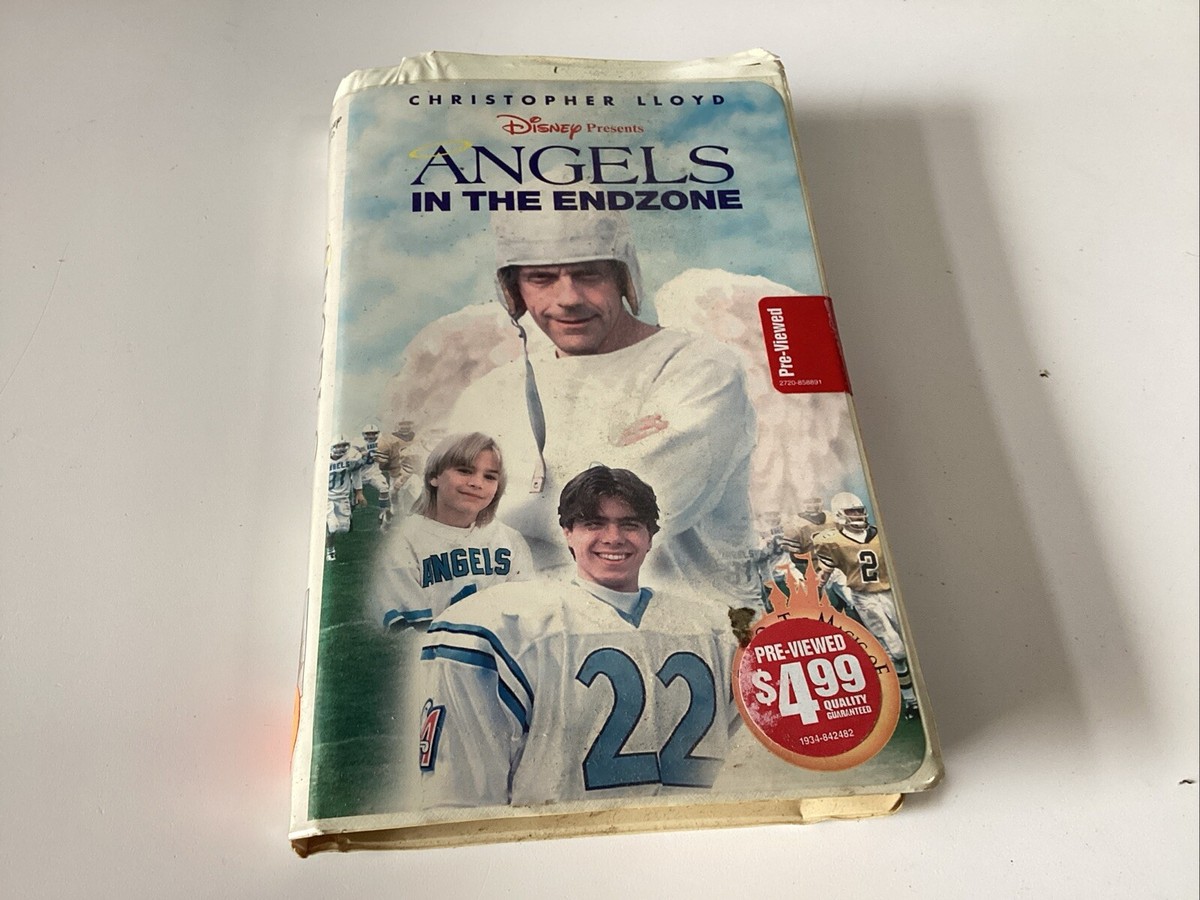 CHRISTOPHER LLOYD
DISNEY Presents
ANGELS
IN THE ENDZONE
Pre-Viewed
2720-858891
ANGELS
22
2
PRE-VIEWED
$4.99
QUALITY
GUARANTEED
1934-842482